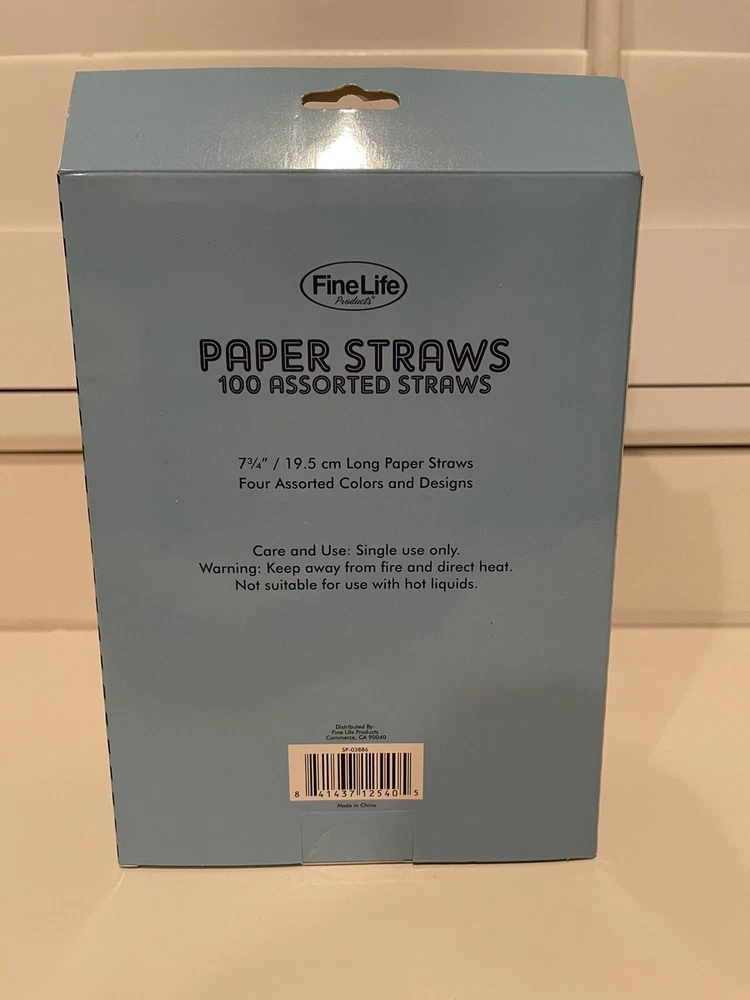 FineLife
Products®
PAPER STRAWS
100 ASSORTED STRAWS
7¾" / 19.5 cm Long Paper Straws
Four Assorted Colors and Designs
Care and Use: Single use only.
Warning: Keep away from fire and direct heat.
Not suitable for use with hot liquids.
Distributed By:
Fine Life Products
Commerce, CA 90040
SP-03886
8 41437 12540 5
Made in China